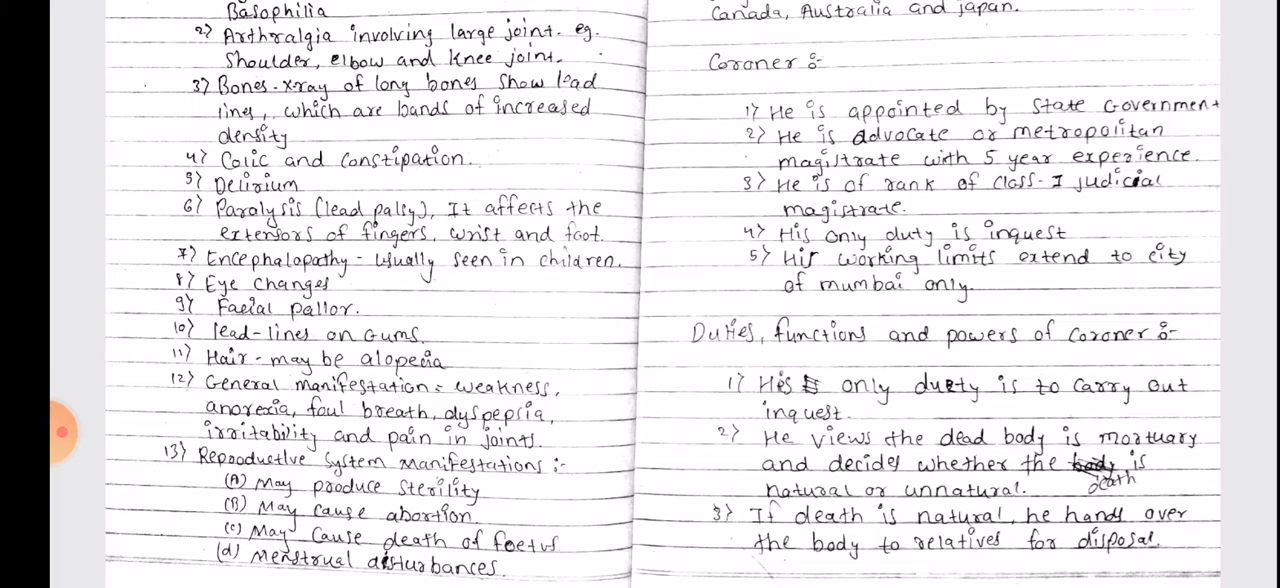 Basophilia
2) Arthralgia involving large joint. eg.
shoulder, elbow and knee joint.
3) Bones - xray of long bones show lead
lines, which are bands of increased
density
4) Colic and constipation.
5) Delirium
6) Paralysis (lead palsy), It affects the
extensors of fingers, wrist and foot.
7) Encephalopathy - usually seen in children.
8) Eye changes
9) Facial pallor.
10) lead-lines on Gums.
11) Hair - may be alopecia
12) General manifestation = weakness,
anorexia, foul breath, dyspepsia,
irritability and pain in joints.
13) Reproductive system Manifestations :-
(A) May produce sterility
(B) May cause abortion.
(c) May cause death of foetus
(d) Menstrual disturbances.
Canada, Australia and japan.
Coroner :-
1) He is appointed by State Government
2) He is advocate or metropolitan
magistrate with 5 year experience.
3) He is of rank of class-I judicial
magistrate.
4) His only duty is inquest
5) His working limits extend to city
of mumbai only.
Duties, functions and powers of Coroner :-
1) His only duety is to carry out
inquest.
2) He views the dead body is mortuary
and decides whether the body is
death
natural or unnatural.
3) If death is natural, he hands over
the body to relatives for disposal.